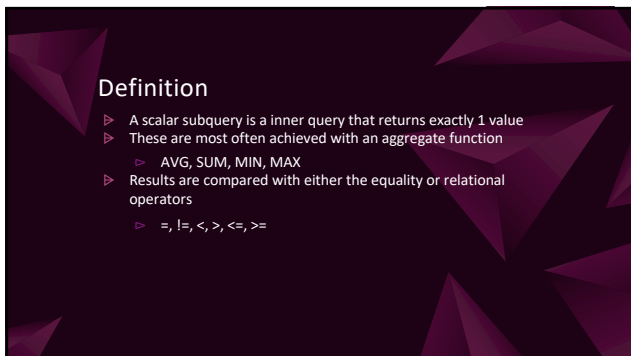 Definition
A scalar subquery is a inner query that returns exactly 1 value
These are most often achieved with an aggregate function
AVG, SUM, MIN, MAX
Results are compared with either the equality or relational
operators
=, !=, <, >, <=, >=